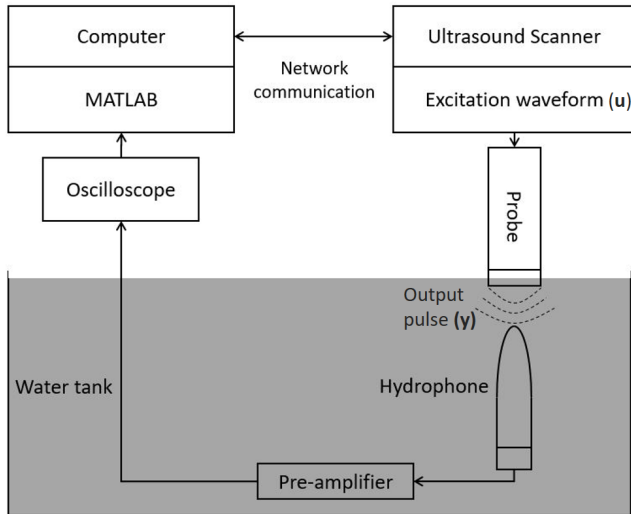 Computer
Ultrasound Scanner
Network
communication
MATLAB
Excitation waveform (u)
Oscilloscope
Probe
Output
pulse (y)
Water tank
Hydrophone
Pre-amplifier